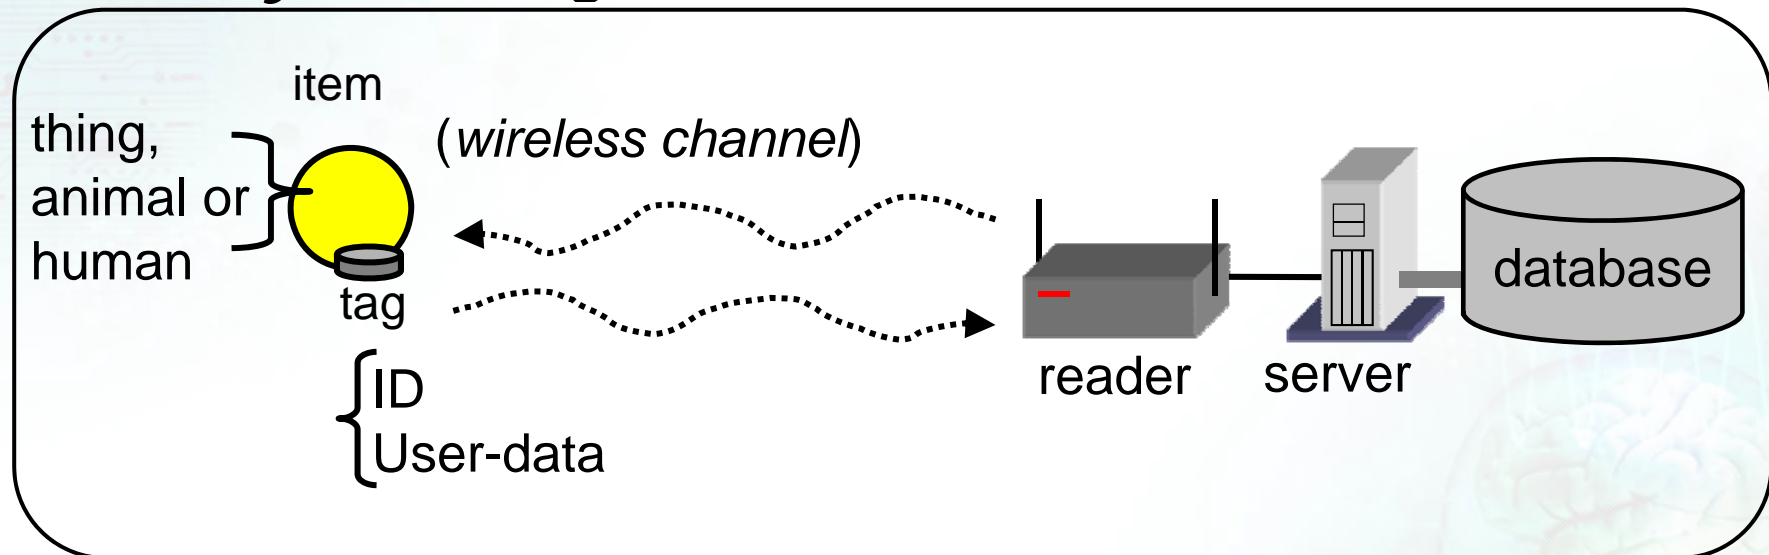 item
thing,
animal or
human
(wireless channel)
tag
ID
User-data
reader
server
database